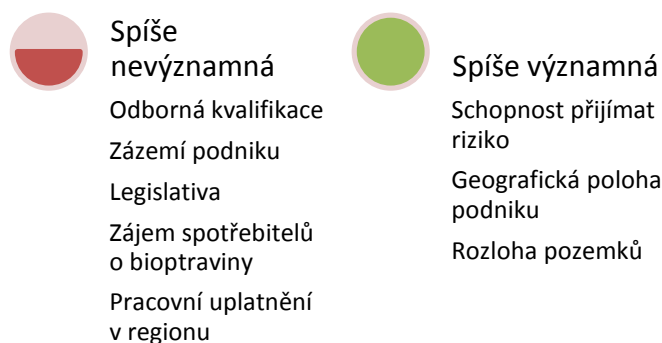 Spíše
nevýznamná
Odborná kvalifikace
Zázemí podniku
Legislativa
Zájem spotřebitelů
o bioptraviny
Pracovní uplatnění
v regionu
Spíše významná
Schopnost přijímat
riziko
Geografická poloha
podniku
Rozloha pozemků